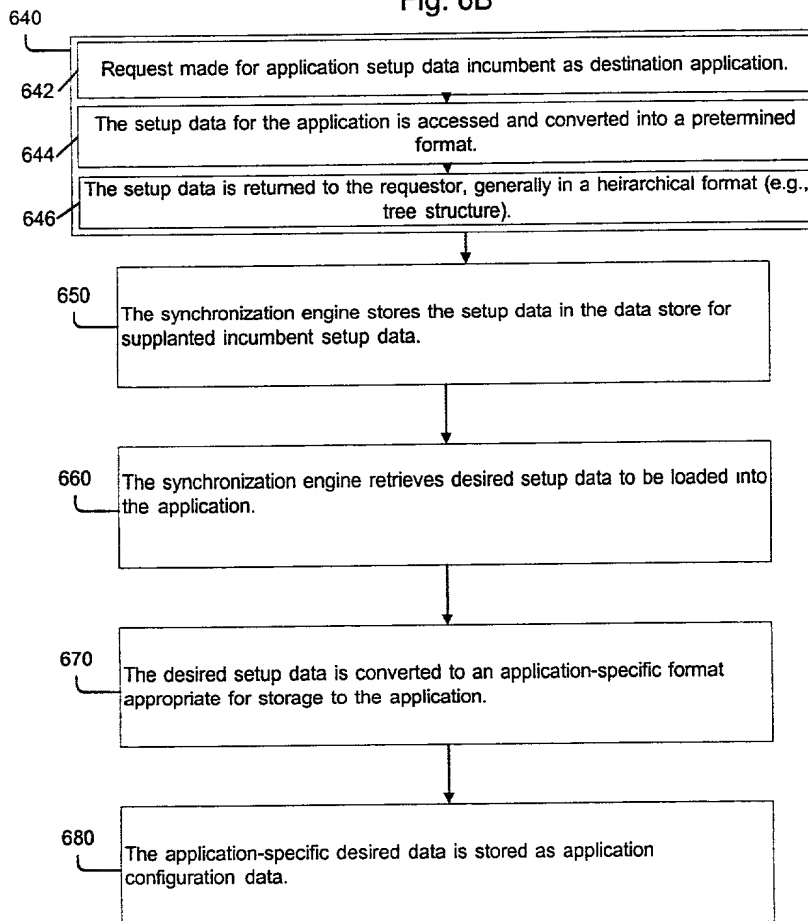 Fig. 6B
640
642
Request made for application setup data incumbent as destination application.
644
The setup data for the application is accessed and converted into a pretermined
format.
646
The setup data is returned to the requestor, generally in a heirarchical format (e.g.,
tree structure).
650
The synchronization engine stores the setup data in the data store for
supplanted incumbent setup data.
660
The synchronization engine retrieves desired setup data to be loaded into
the application.
670
The desired setup data is converted to an application-specific format
appropriate for storage to the application.
680
The application-specific desired data is stored as application
configuration data.